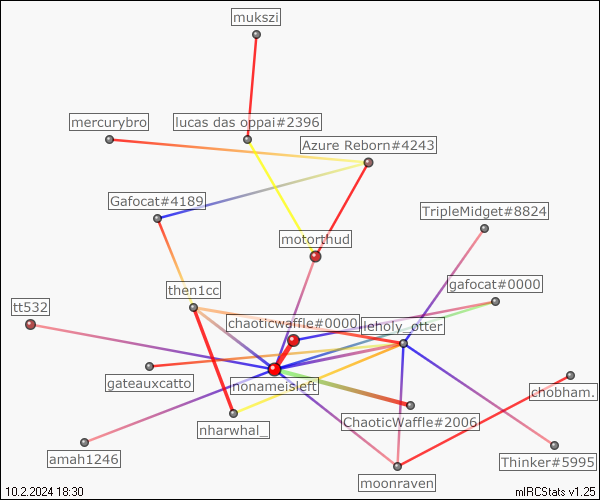 mukszi
mercurybro
lucas das oppai#2396
Azure Reborn#4243
Gafocat#4189
TripleMidget#8824
motorthud
gafocat#0000
then1cc
tt532
chaoticwaffle#0000
leholy_otter
gateauxcatto
nonameisleft
chobham.
ChaoticWaffle#2006
nharwhal_
amah1246
Thinker#5995
moonraven
10.2.2024 18:30
mIRCStats v1.25